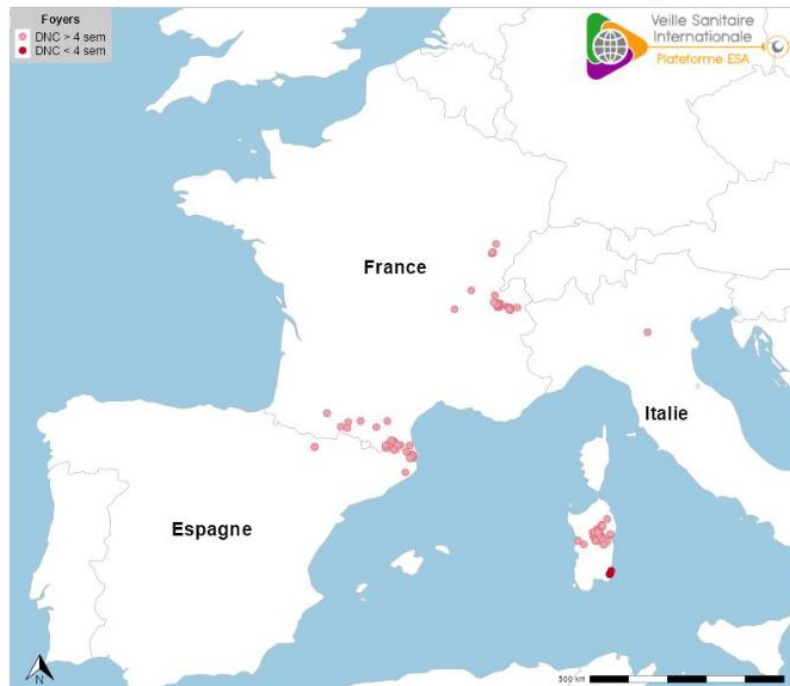 Foyers
DNC > 4 sem
DNC < 4 sem
Veille Sanitaire
Internationale
Plateforme ESA
France
Italie
Espagne
N
500 km